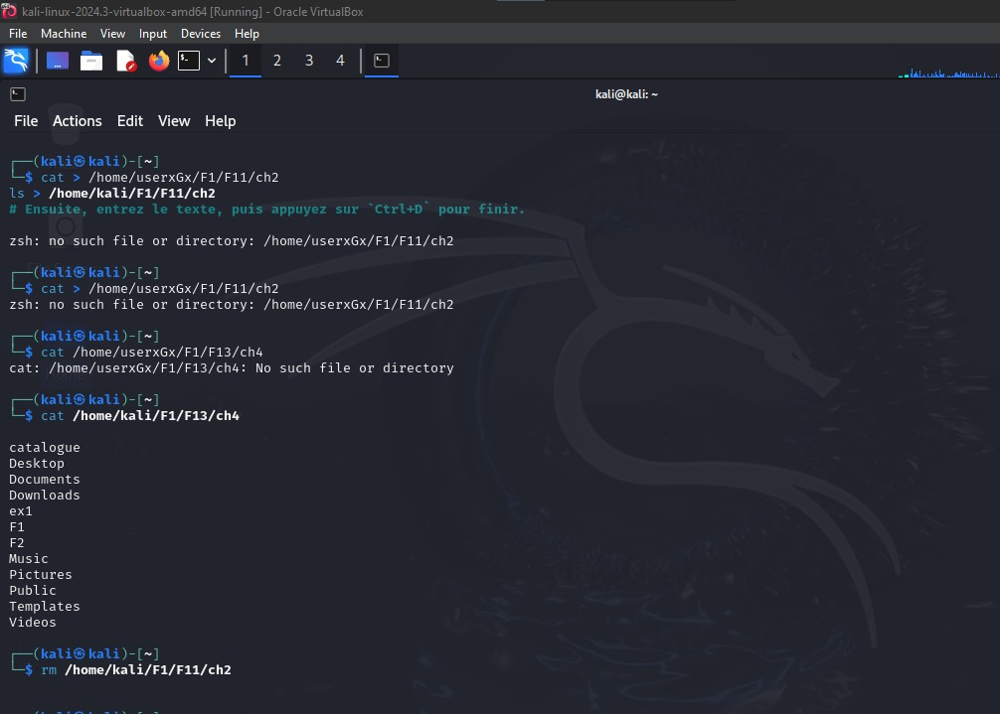 kali-linux-2024.3-virtualbox-amd64 [Running] - Oracle VirtualBox
File Machine View Input Devices Help
1 2 3 4
kali@kali: ~
File Actions Edit View Help
┌──(kali㉿kali)-[~]
└─$ cat > /home/userxGx/F1/F11/ch2
ls > /home/kali/F1/F11/ch2
# Ensuite, entrez le texte, puis appuyez sur `Ctrl+D` pour finir.
zsh: no such file or directory: /home/userxGx/F1/F11/ch2
┌──(kali㉿kali)-[~]
└─$ cat > /home/userxGx/F1/F11/ch2
zsh: no such file or directory: /home/userxGx/F1/F11/ch2
┌──(kali㉿kali)-[~]
└─$ cat /home/userxGx/F1/F13/ch4
cat: /home/userxGx/F1/F13/ch4: No such file or directory
┌──(kali㉿kali)-[~]
└─$ cat /home/kali/F1/F13/ch4
catalogue
Desktop
Documents
Downloads
ex1
F1
F2
Music
Pictures
Public
Templates
Videos
┌──(kali㉿kali)-[~]
└─$ rm /home/kali/F1/F11/ch2